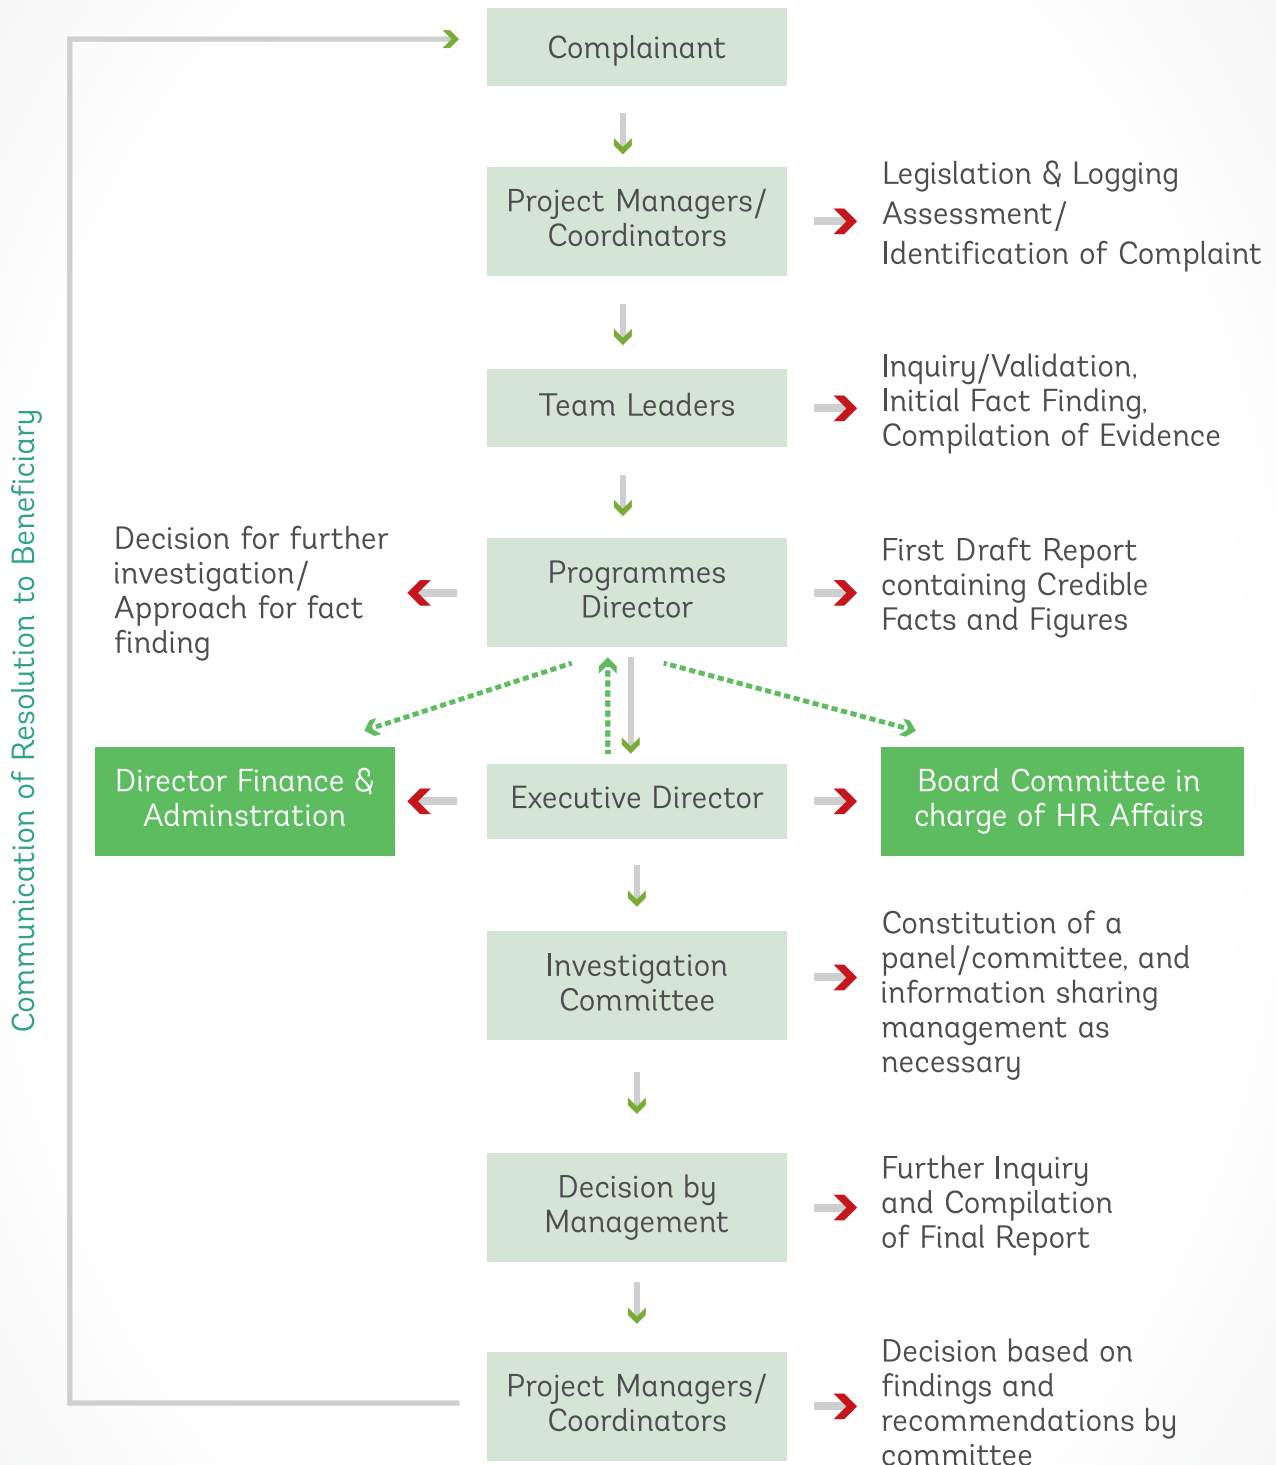 Complainant
Project Managers/
Coordinators
Legislation & Logging
Assessment/
Identification of Complaint
Team Leaders
Inquiry/Validation,
Initial Fact Finding,
Compilation of Evidence
Communication of Resolution to Beneficiary
Decision for further
investigation/
Approach for fact
finding
Programmes
Director
First Draft Report
containing Credible
Facts and Figures
Director Finance &
Adminstration
Executive Director
Board Committee in
charge of HR Affairs
Investigation
Committee
Constitution of a
panel/committee, and
information sharing
management as
necessary
Decision by
Management
Further Inquiry
and Compilation
of Final Report
Project Managers/
Coordinators
Decision based on
findings and
recommendations by
committee